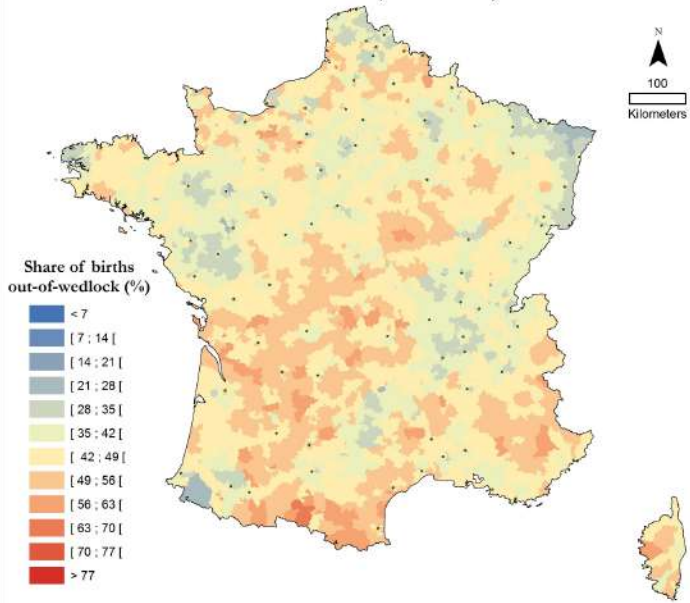 N
100
Kilometers
Share of births
out-of-wedlock (%)
< 7
[ 7 ; 14 [
[ 14 ; 21 [
[ 21 ; 28 [
[ 28 ; 35 [
[ 35 ; 42 [
[ 42 ; 49 [
[ 49 ; 56 [
[ 56 ; 63 [
[ 63 ; 70 [
[ 70 ; 77 [
> 77